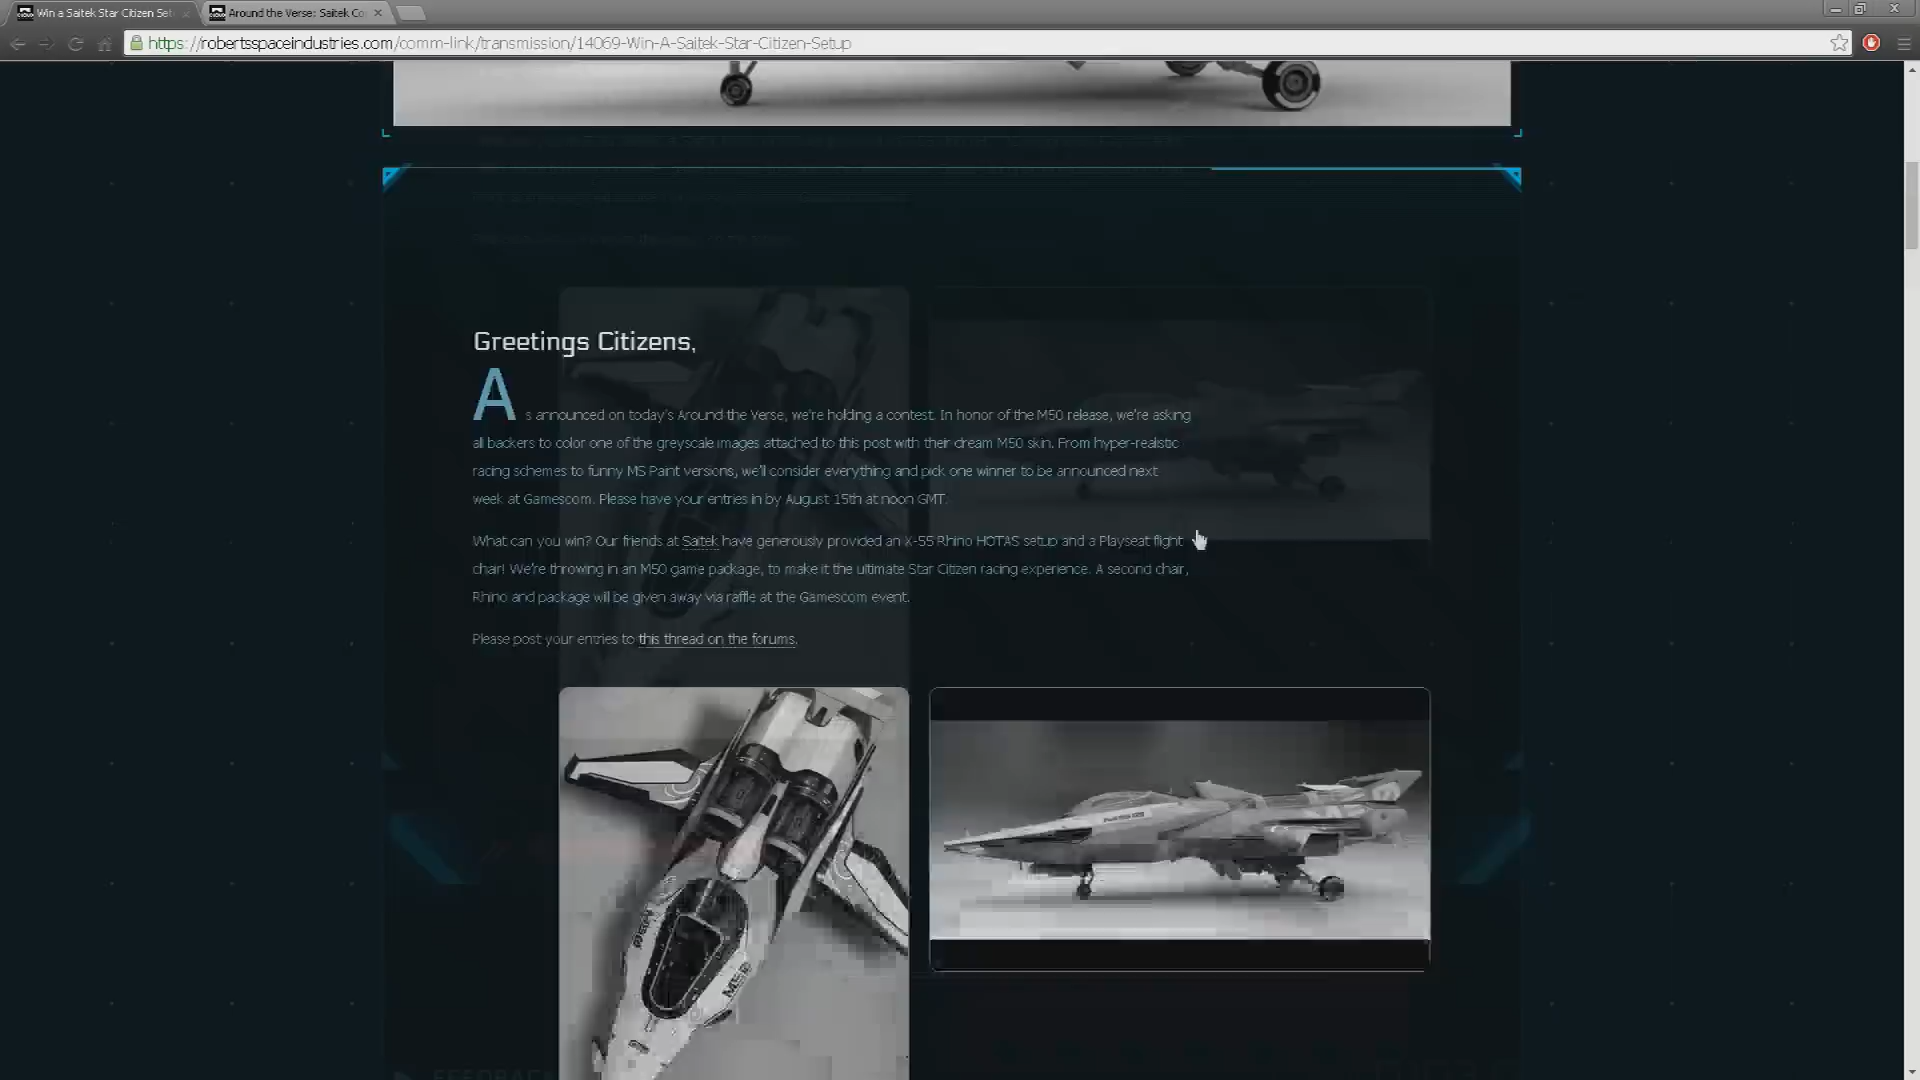 Win a Saitek Star Citizen Set
Around the Verse: Saitek Co
https://robertsspaceindustries.com/comm-link/transmission/14069-Win-A-Saitek-Star-Citizen-Setup
Greetings Citizens,
As announced on today's Around the Verse, we're holding a contest. In honor of the M50 release, we're asking
all backers to color one of the greyscale images attached to this post with their dream M50 skin. From hyper-realistic
racing schemes to funny MS Paint versions, we'll consider everything and pick one winner to be announced next
week at Gamescom. Please have your entries in by August 15th at noon GMT.
What can you win? Our friends at Saitek have generously provided an X-55 Rhino HOTAS setup and a Playseat flight
chair! We're throwing in an M50 game package, to make it the ultimate Star Citizen racing experience. A second chair,
Rhino and package will be given away via raffle at the Gamescom event.
Please post your entries to this thread on the forums.
M50
M50
FEEDBACK